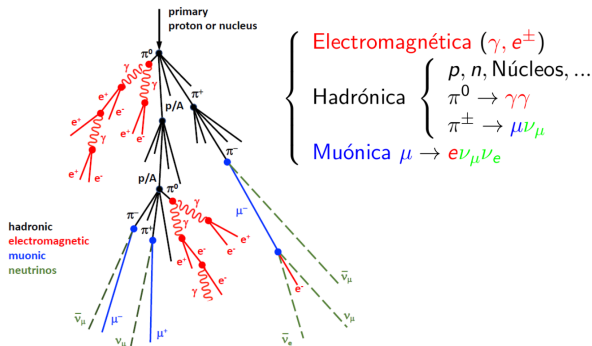 primary
proton or nucleus
π⁰
γ
γ
γ
e⁺
e⁻
e⁺
e⁻
γ
e⁺
e⁻
π⁺
p/A
π⁻
p/A
π⁰
π⁻
π⁺
γ
γ
μ⁻
e⁺
e⁻
e⁺
e⁻
e⁻
γ
hadronic
electromagnetic
muonic
neutrinos
ν̄μ
μ⁻
νμ
μ⁺
e⁻
ν̄e
νμ
ν̄μ
Electromagnética (γ, e±)
Hadrónica
p, n, Núcleos, ...
π⁰ → γγ
π± → μνμ
Muónica μ → eνμνe